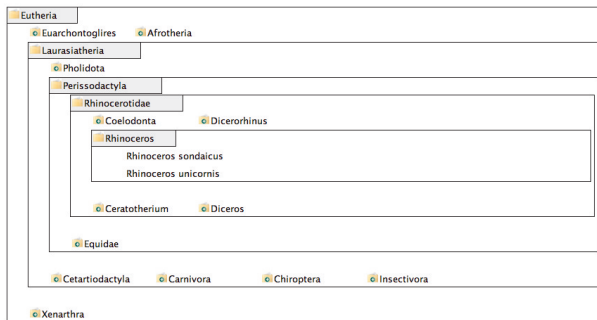 Eutheria
Euarchontoglires Afrotheria
Laurasiatheria
Pholidota
Perissodactyla
Rhinocerotidae
Coelodonta Dicerorhinus
Rhinoceros
Rhinoceros sondaicus
Rhinoceros unicornis
Ceratotherium Diceros
Equidae
Cetartiodactyla Carnivora Chiroptera Insectivora
Xenarthra